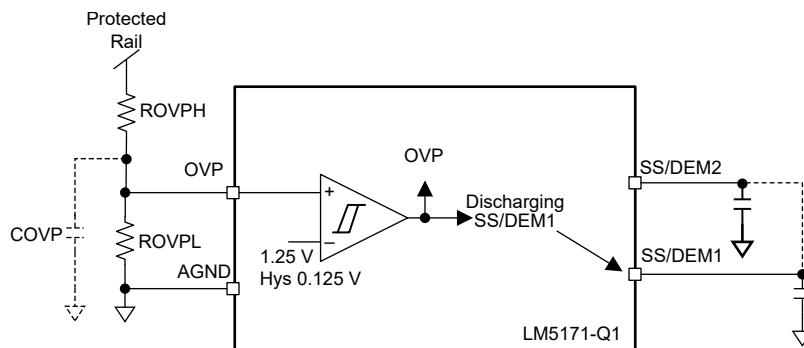 Protected
Rail
ROVPH
OVP
COVP
ROVPL
AGND
+
−
1.25 V
Hys 0.125 V
OVP
Discharging
SS/DEM1
SS/DEM2
SS/DEM1
LM5171-Q1